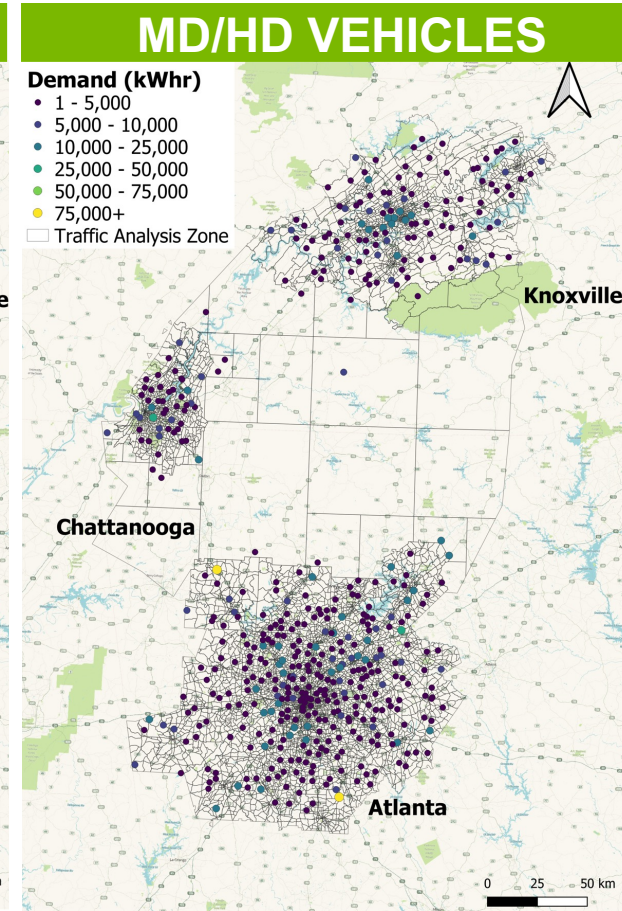 MD/HD VEHICLES
Demand (kWhr)
1 - 5,000
5,000 - 10,000
10,000 - 25,000
25,000 - 50,000
50,000 - 75,000
75,000+
Traffic Analysis Zone
Knoxville
Chattanooga
Atlanta
0 25 50 km